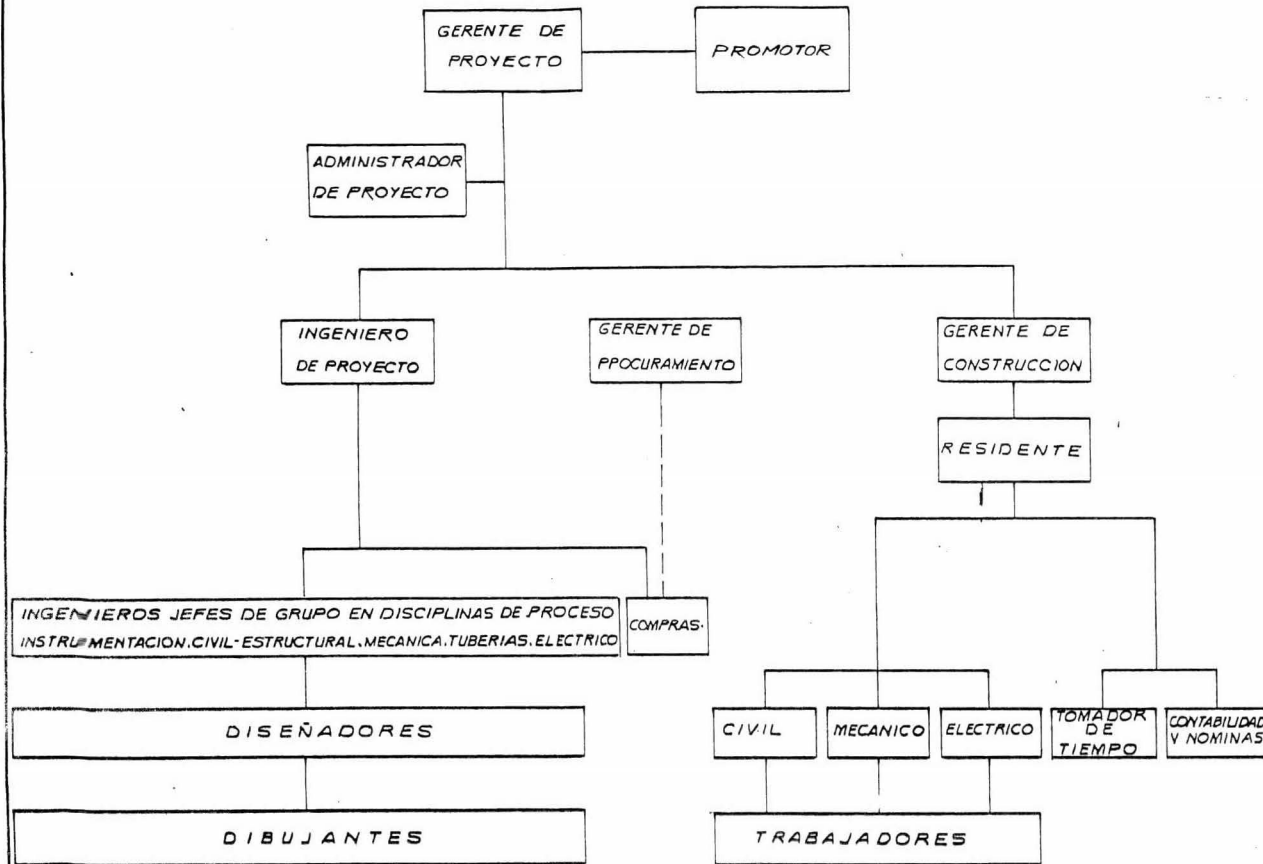 GERENTE DE
PROYECTO
PROMOTOR
ADMINISTRADOR
DE PROYECTO
INGENIERO
DE PROYECTO
GERENTE DE
PPOCURAMIENTO
GERENTE DE
CONSTRUCCION
RESIDENTE
INGENIEROS JEFES DE GRUPO EN DISCIPLINAS DE PROCESO
INSTRUMENTACION.CIVIL-ESTRUCTURAL.MECANICA.TUBERIAS.ELECTRICO
COMPRAS.
DISEÑADORES
CIVIL
MECANICO
ELECTRICO
TOMADOR
DE
TIEMPO
CONTABILIDAD
Y NOMINAS
DIBUJANTES
TRABAJADORES